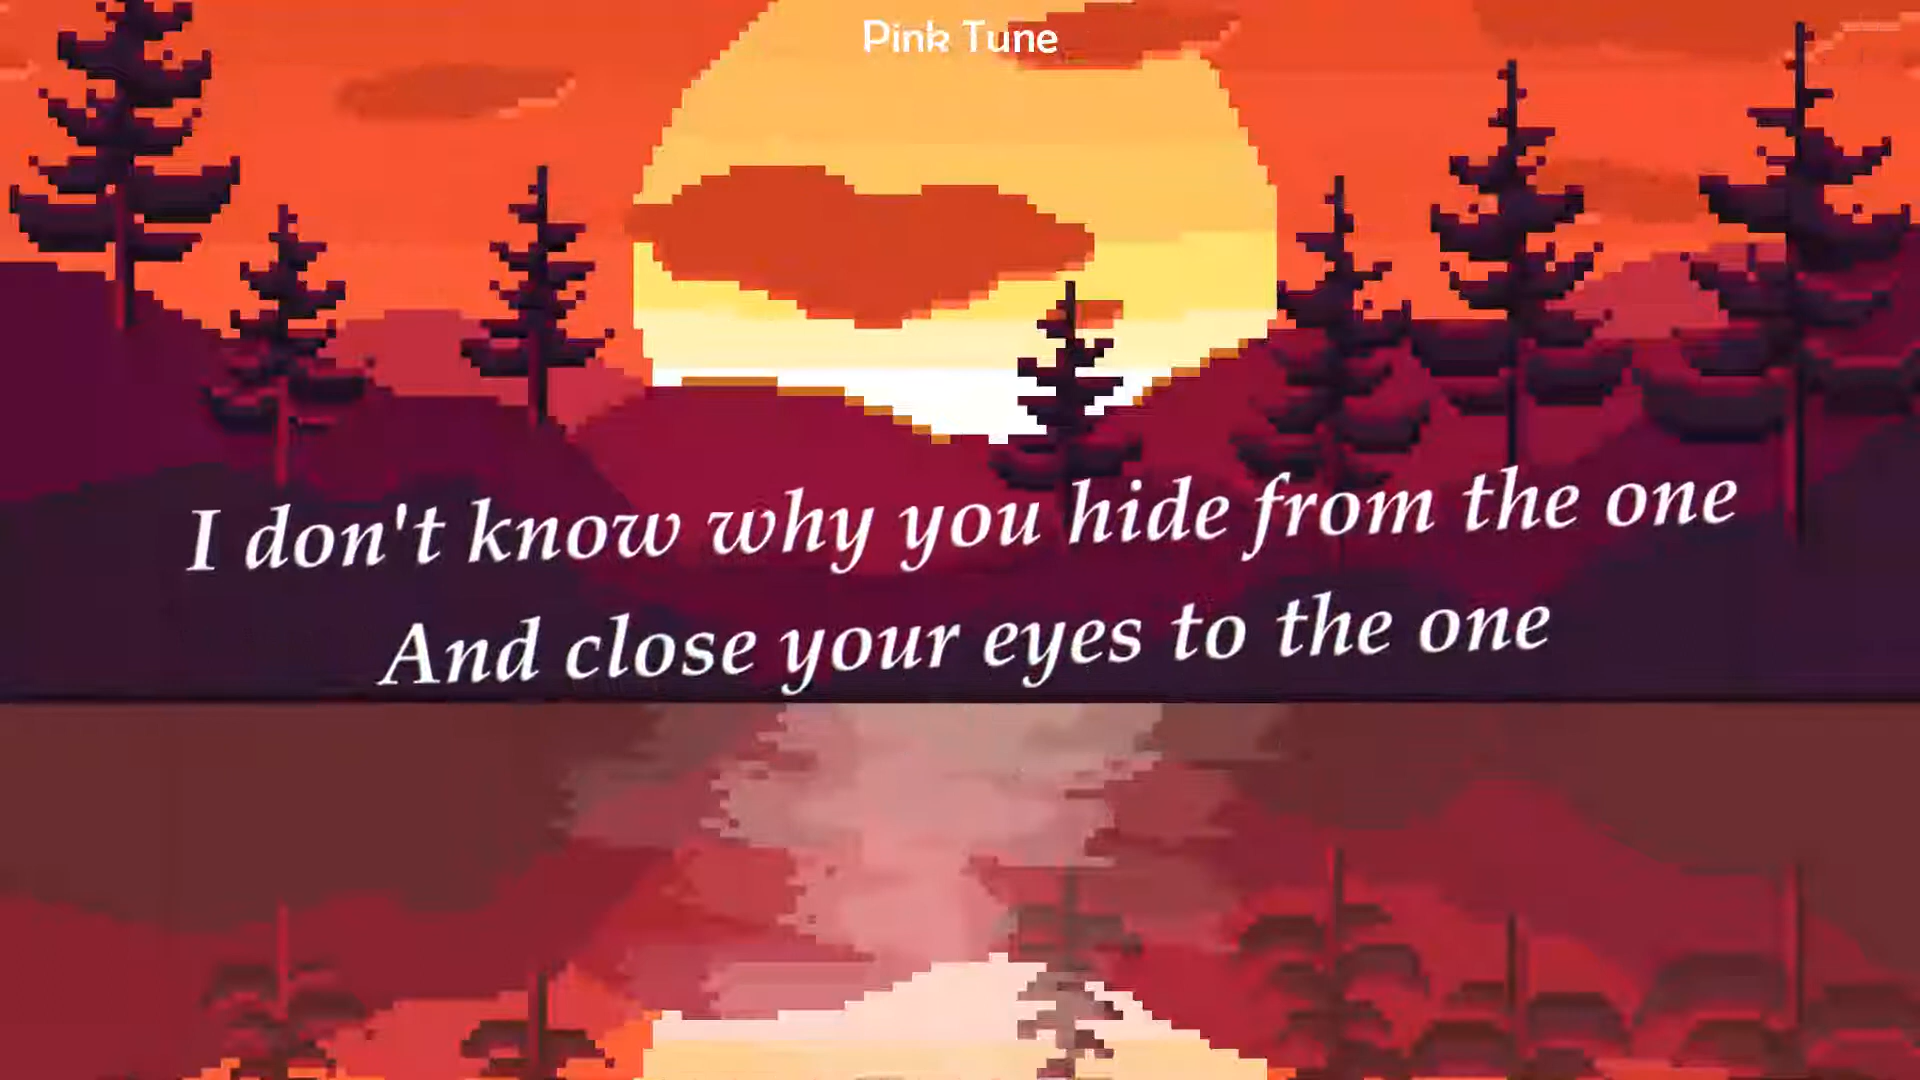 Pink Tune
I don't know why you hide from the one
And close your eyes to the one